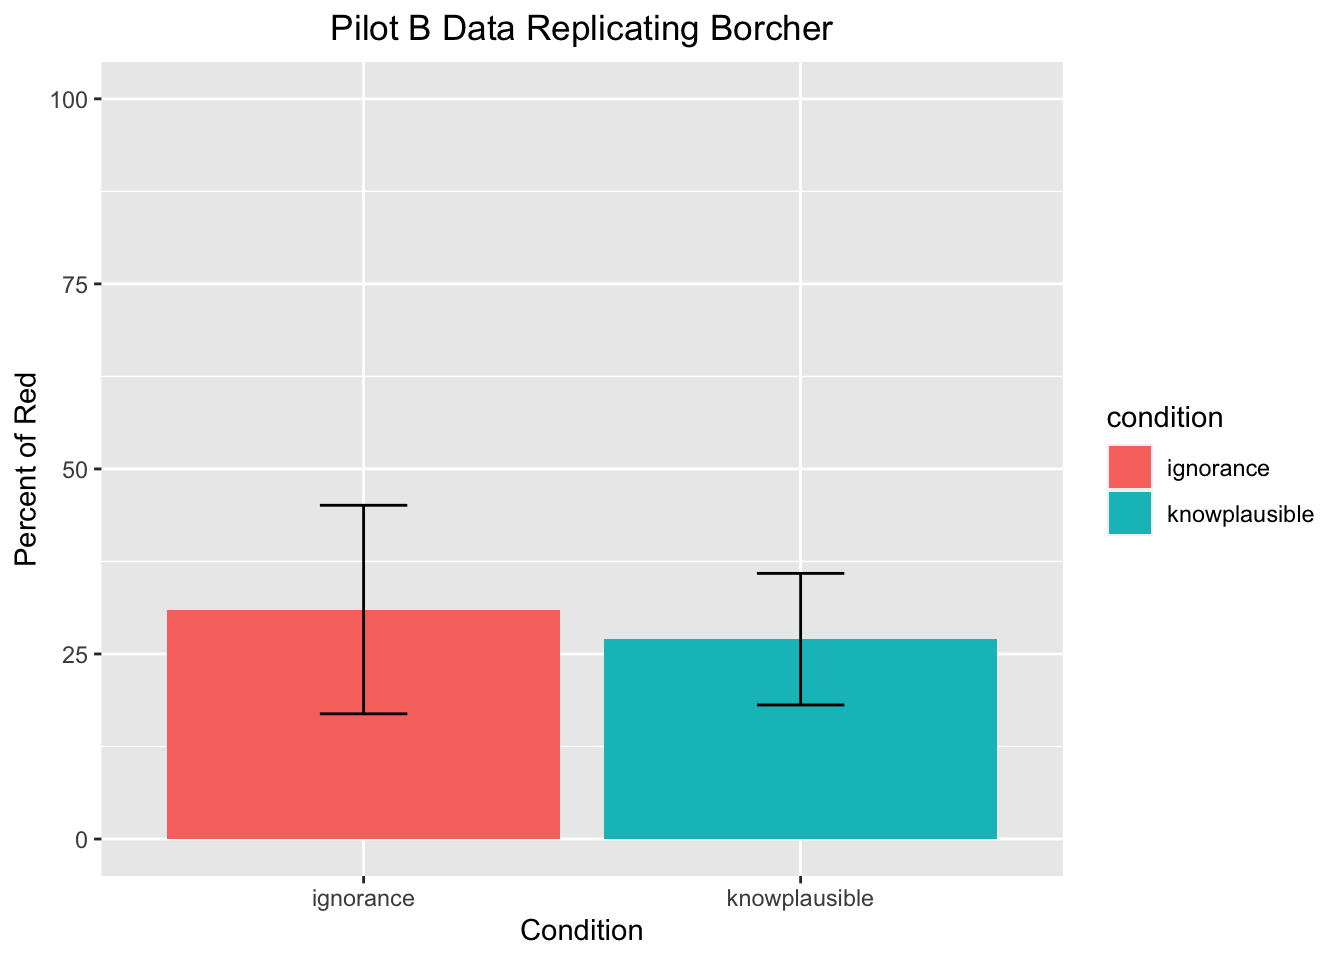 Pilot B Data Replicating Borcher
100
75
50
25
0
Percent of Red
ignorance
knowplausible
Condition
condition
ignorance
knowplausible